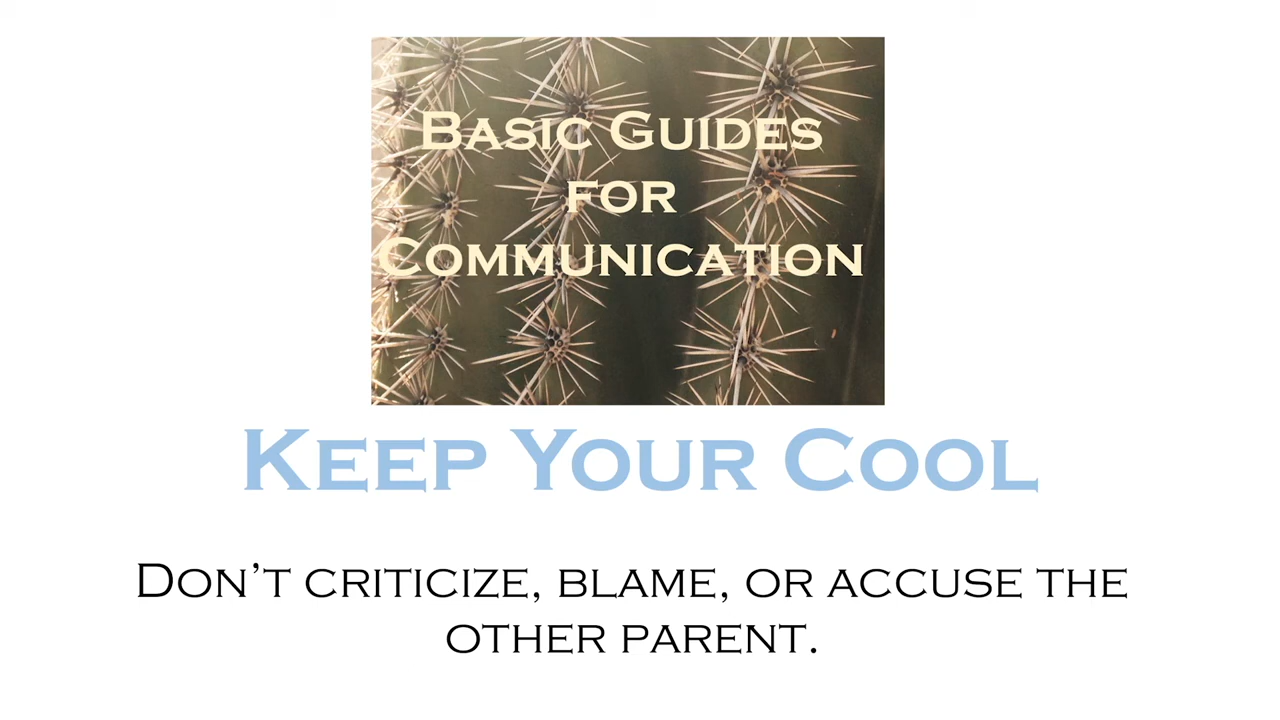 Basic Guides
for
Communication
Keep Your Cool
Don't criticize, blame, or accuse the
other parent.